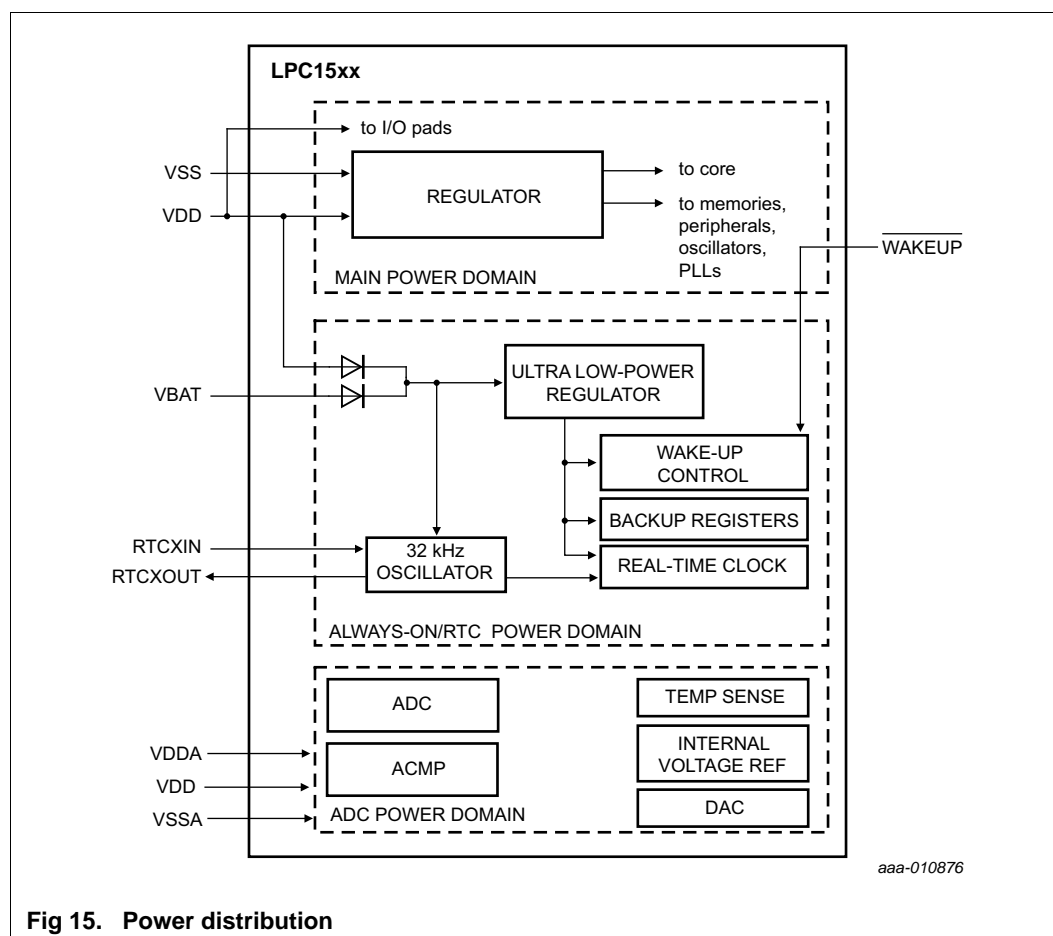 LPC15xx
to I/O pads
VSS
VDD
REGULATOR
to core
to memories,
peripherals,
oscillators,
PLLs
WAKEUP
MAIN POWER DOMAIN
VBAT
ULTRA LOW-POWER
REGULATOR
WAKE-UP
CONTROL
BACKUP REGISTERS
REAL-TIME CLOCK
RTCXIN
RTCXOUT
32 kHz
OSCILLATOR
ALWAYS-ON/RTC POWER DOMAIN
ADC
TEMP SENSE
VDDA
VDD
VSSA
ACMP
INTERNAL
VOLTAGE REF
DAC
ADC POWER DOMAIN
aaa-010876
Fig 15. Power distribution